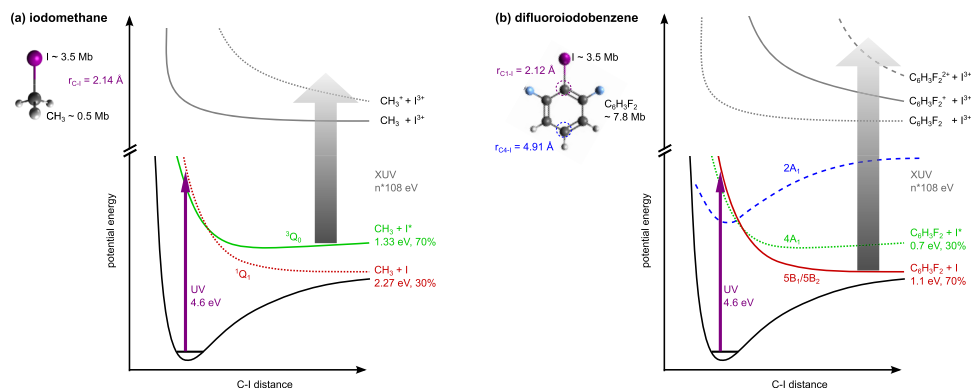 (a) iodomethane
I ~ 3.5 Mb
r_C-I = 2.14 Å
CH₃ ~ 0.5 Mb
potential energy
CH₃⁺ + I³⁺
CH₃ + I³⁺
XUV
n*108 eV
³Q₀
CH₃ + I*
1.33 eV, 70%
¹Q₁
CH₃ + I
2.27 eV, 30%
UV
4.6 eV
C-I distance
(b) difluoroiodobenzene
I ~ 3.5 Mb
r_C1-I = 2.12 Å
C₆H₃F₂
~ 7.8 Mb
r_C4-I = 4.91 Å
potential energy
C₆H₃F₂²⁺ + I³⁺
C₆H₃F₂⁺ + I³⁺
C₆H₃F₂ + I³⁺
2A₁
XUV
n*108 eV
4A₁
C₆H₃F₂ + I*
0.7 eV, 30%
5B₁/5B₂
C₆H₃F₂ + I
1.1 eV, 70%
UV
4.6 eV
C-I distance